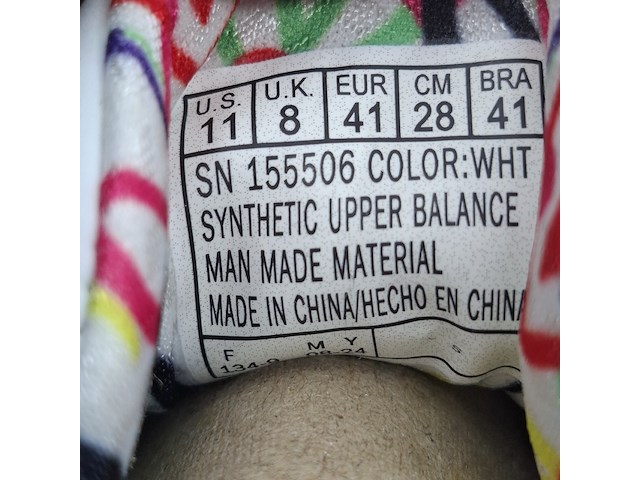 U.S. U.K. EUR CM BRA
11 8 41 28 41
SN 155506 COLOR:WHT
SYNTHETIC UPPER BALANCE
MAN MADE MATERIAL
MADE IN CHINA/HECHO EN CHINA
F M Y